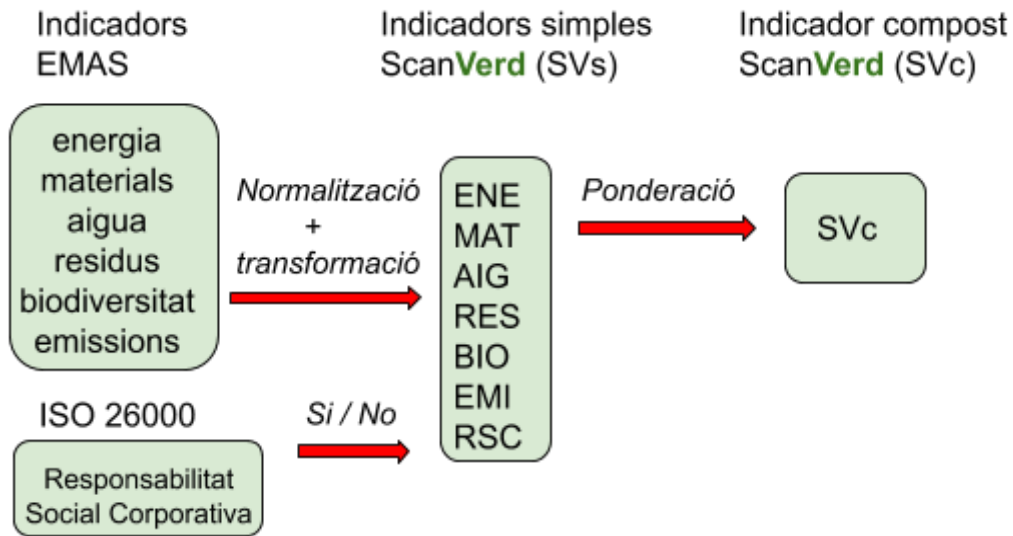 Indicadors
EMAS
energia
materials
aigua
residus
biodiversitat
emissions
ISO 26000
Responsabilitat
Social Corporativa
Normalització
+
transformació
Si / No
Indicadors simples
ScanVerd (SVs)
ENE
MAT
AIG
RES
BIO
EMI
RSC
Ponderació
Indicador compost
ScanVerd (SVc)
SVc